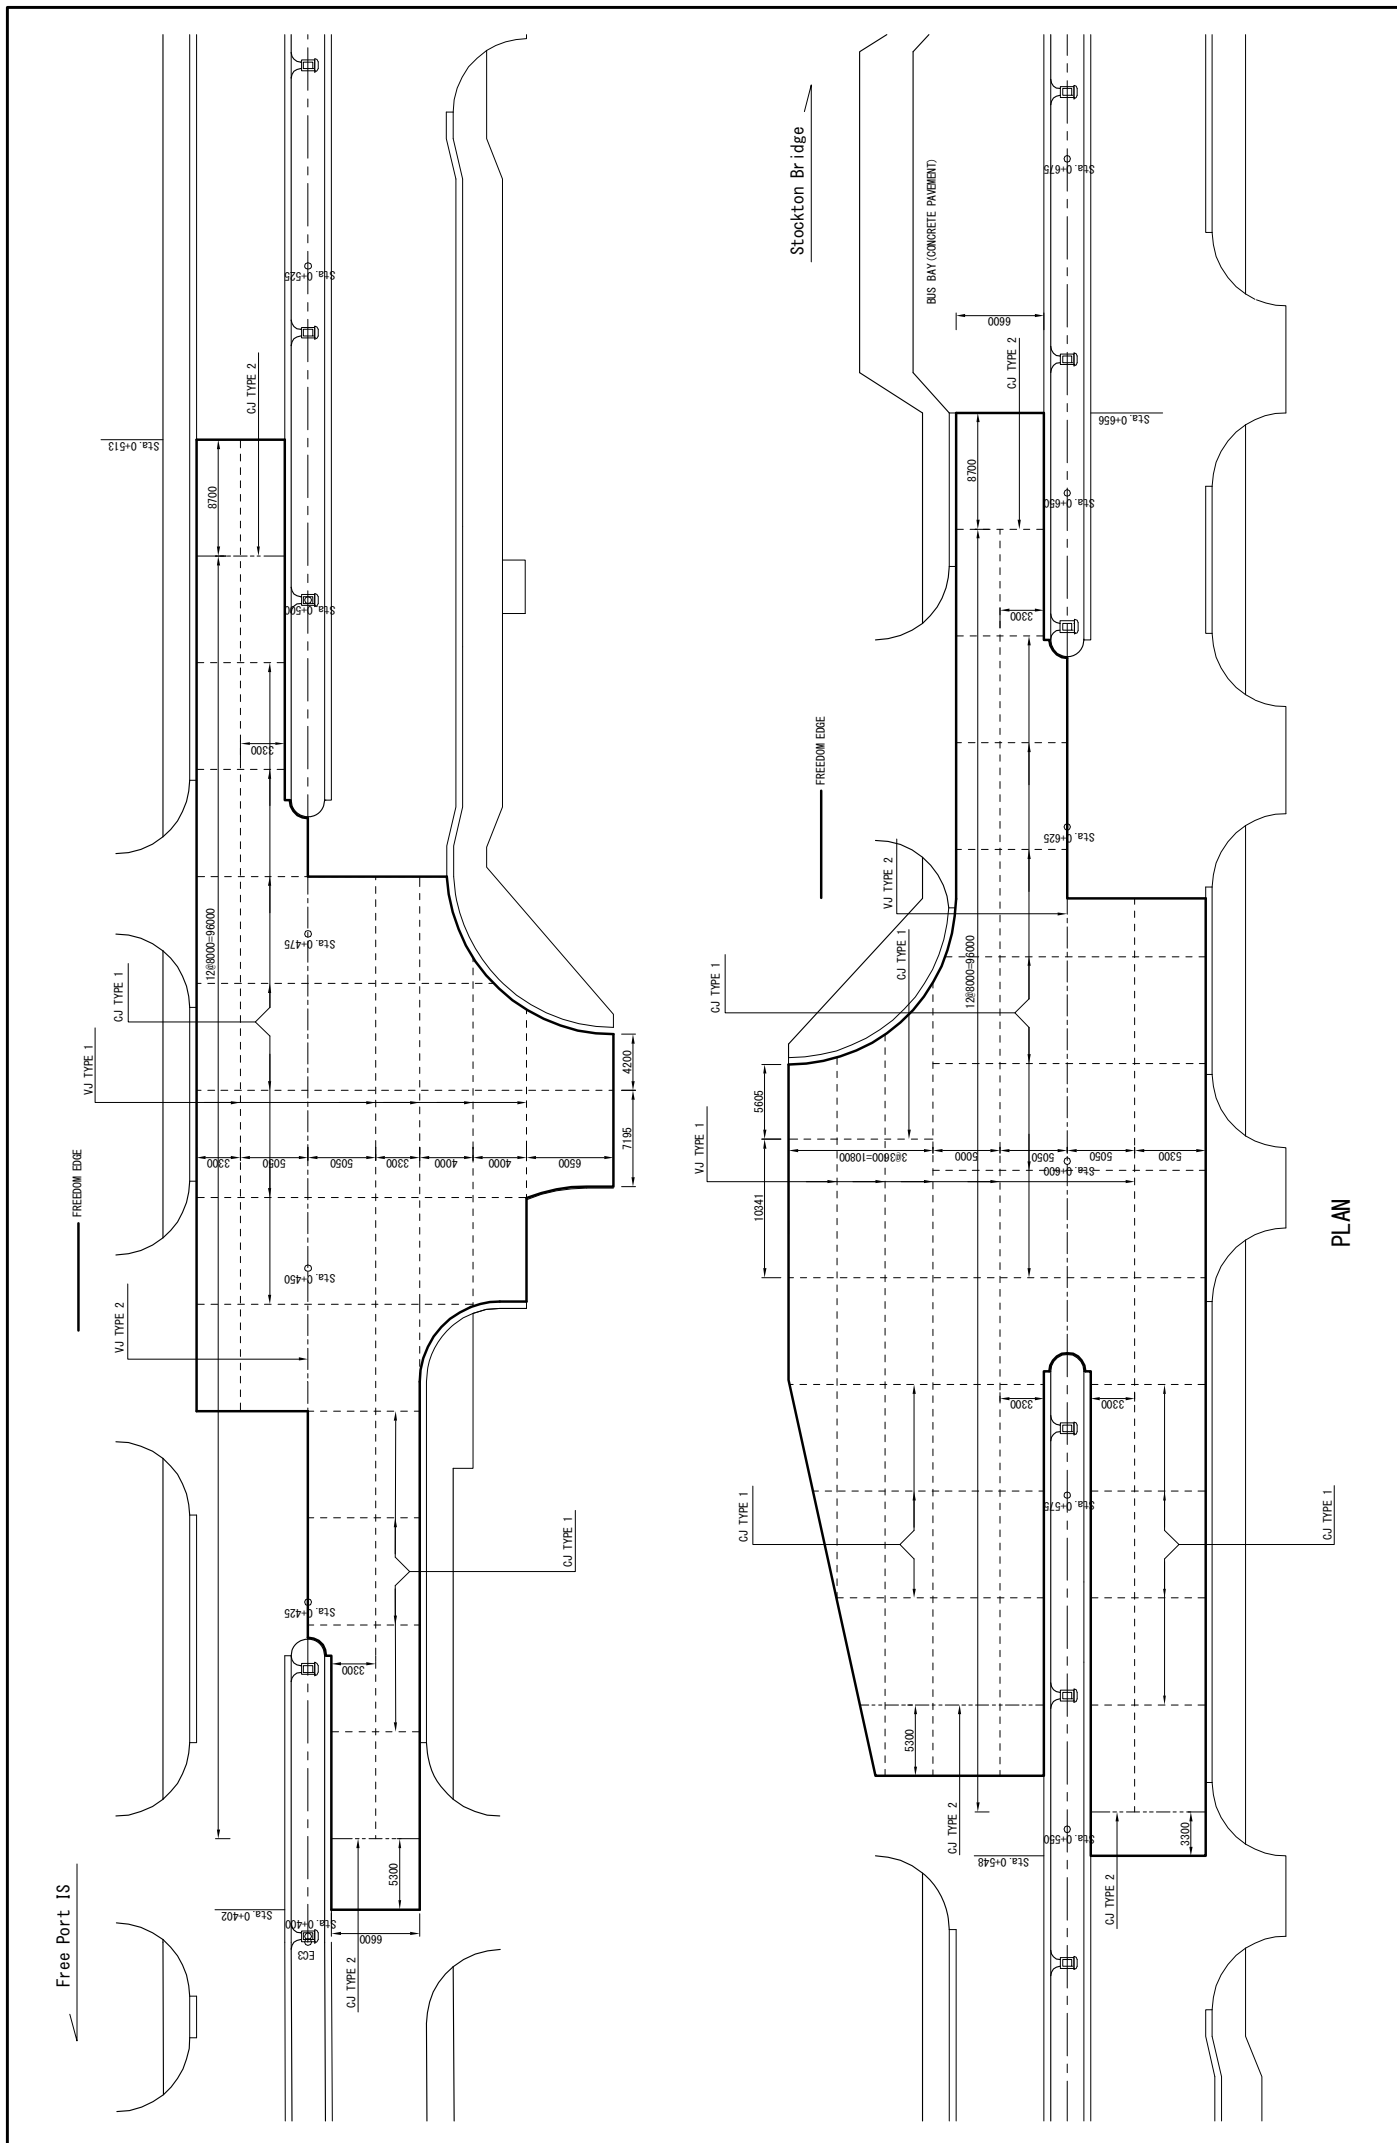 Free Port IS
FREEDOM EDGE
VJ TYPE 1
CJ TYPE 1
VJ TYPE 2
Sta. 0+513
8700
CJ TYPE 2
12@8000=96000
3300
Sta. 0+525
Sta. 0+500
Sta. 0+475
Sta. 0+450
Sta. 0+425
Sta. 0+400
Sta. 0+402
EC3
3300
5050
5050
3300
4000
4000
6500
4200
7195
3300
5300
6600
CJ TYPE 2
CJ TYPE 1
Stockton Bridge
BUS BAY(CONCRETE PAVEMENT)
FREEDOM EDGE
6600
CJ TYPE 2
8700
3300
Sta. 0+675
Sta. 0+656
Sta. 0+650
Sta. 0+625
Sta. 0+600
Sta. 0+575
Sta. 0+550
Sta. 0+548
VJ TYPE 2
CJ TYPE 1
CJ TYPE 1
VJ TYPE 1
12@8000=96000
5605
10341
3@3600=10800
5000
5050
5050
5300
3300
3300
CJ TYPE 1
CJ TYPE 1
5300
3300
CJ TYPE 2
CJ TYPE 2
PLAN